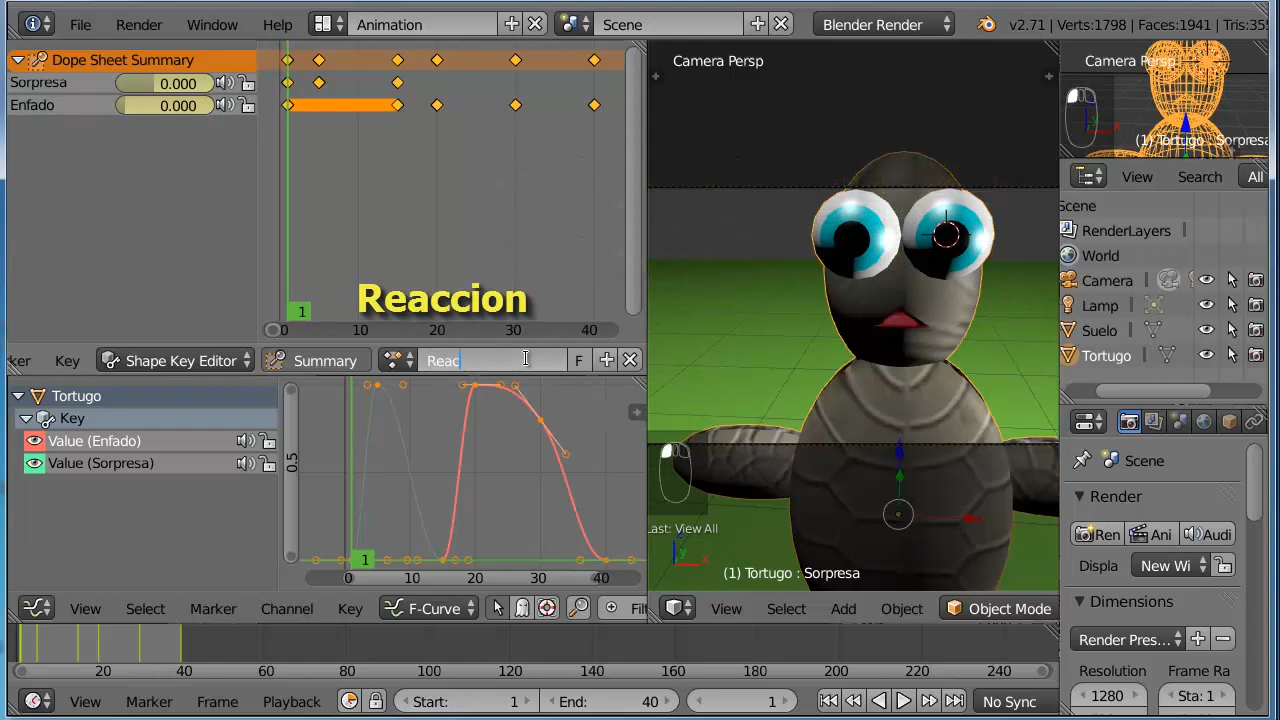 File Render Window Help Animation Scene Blender Render v2.71 | Verts:1798 | Faces:1941 | Tris:35
Dope Sheet Summary
Sorpresa 0.000
Enfado 0.000
1
0 10 20 30 40
Reaccion
Key Shape Key Editor Summary Reac F
Tortugo
Key
Value (Enfado)
Value (Sorpresa)
0.5
1
0 10 20 30 40
View Select Marker Channel Key F-Curve
Camera Persp
Last: View All
(1) Tortugo : Sorpresa
View Select Add Object Object Mode
Camera Persp
(1) Tortugo : Sorpresa
View Search All
Scene
RenderLayers
World
Camera
Lamp
Suelo
Tortugo
Scene
Render
Ren Ani Audi
Displa New Wi
Dimensions
Render Pres...
Resolution Frame Ra
1280 Sta: 1
20 40 60 80 100 120 140 160 180 200 220 240
View Marker Frame Playback Start: 1 End: 40 1 No Sync